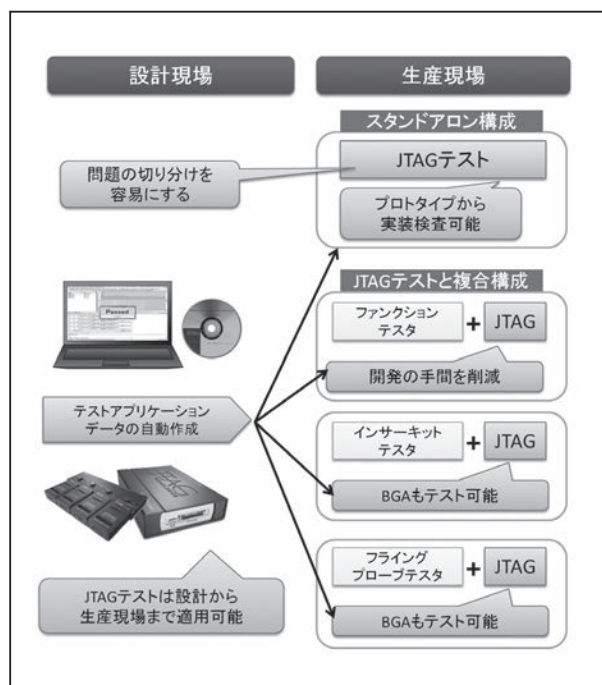 設計現場
生産現場
スタンドアロン構成
JTAGテスト
問題の切り分けを
容易にする
プロトタイプから
実装検査可能
JTAGテストと複合構成
Passed
ファンクション
テスタ
+
JTAG
開発の手間を削減
テストアプリケーション
データの自動作成
インサーキット
テスタ
+
JTAG
BGAもテスト可能
JTAG
フライング
プローブテスタ
+
JTAG
BGAもテスト可能
JTAGテストは設計から
生産現場まで適用可能